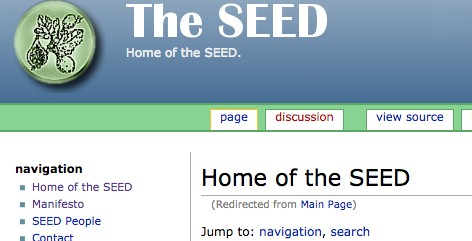 The SEED
Home of the SEED.
page discussion view source
navigation
Home of the SEED
Manifesto
SEED People
Contact
Home of the SEED
(Redirected from Main Page)
Jump to: navigation, search